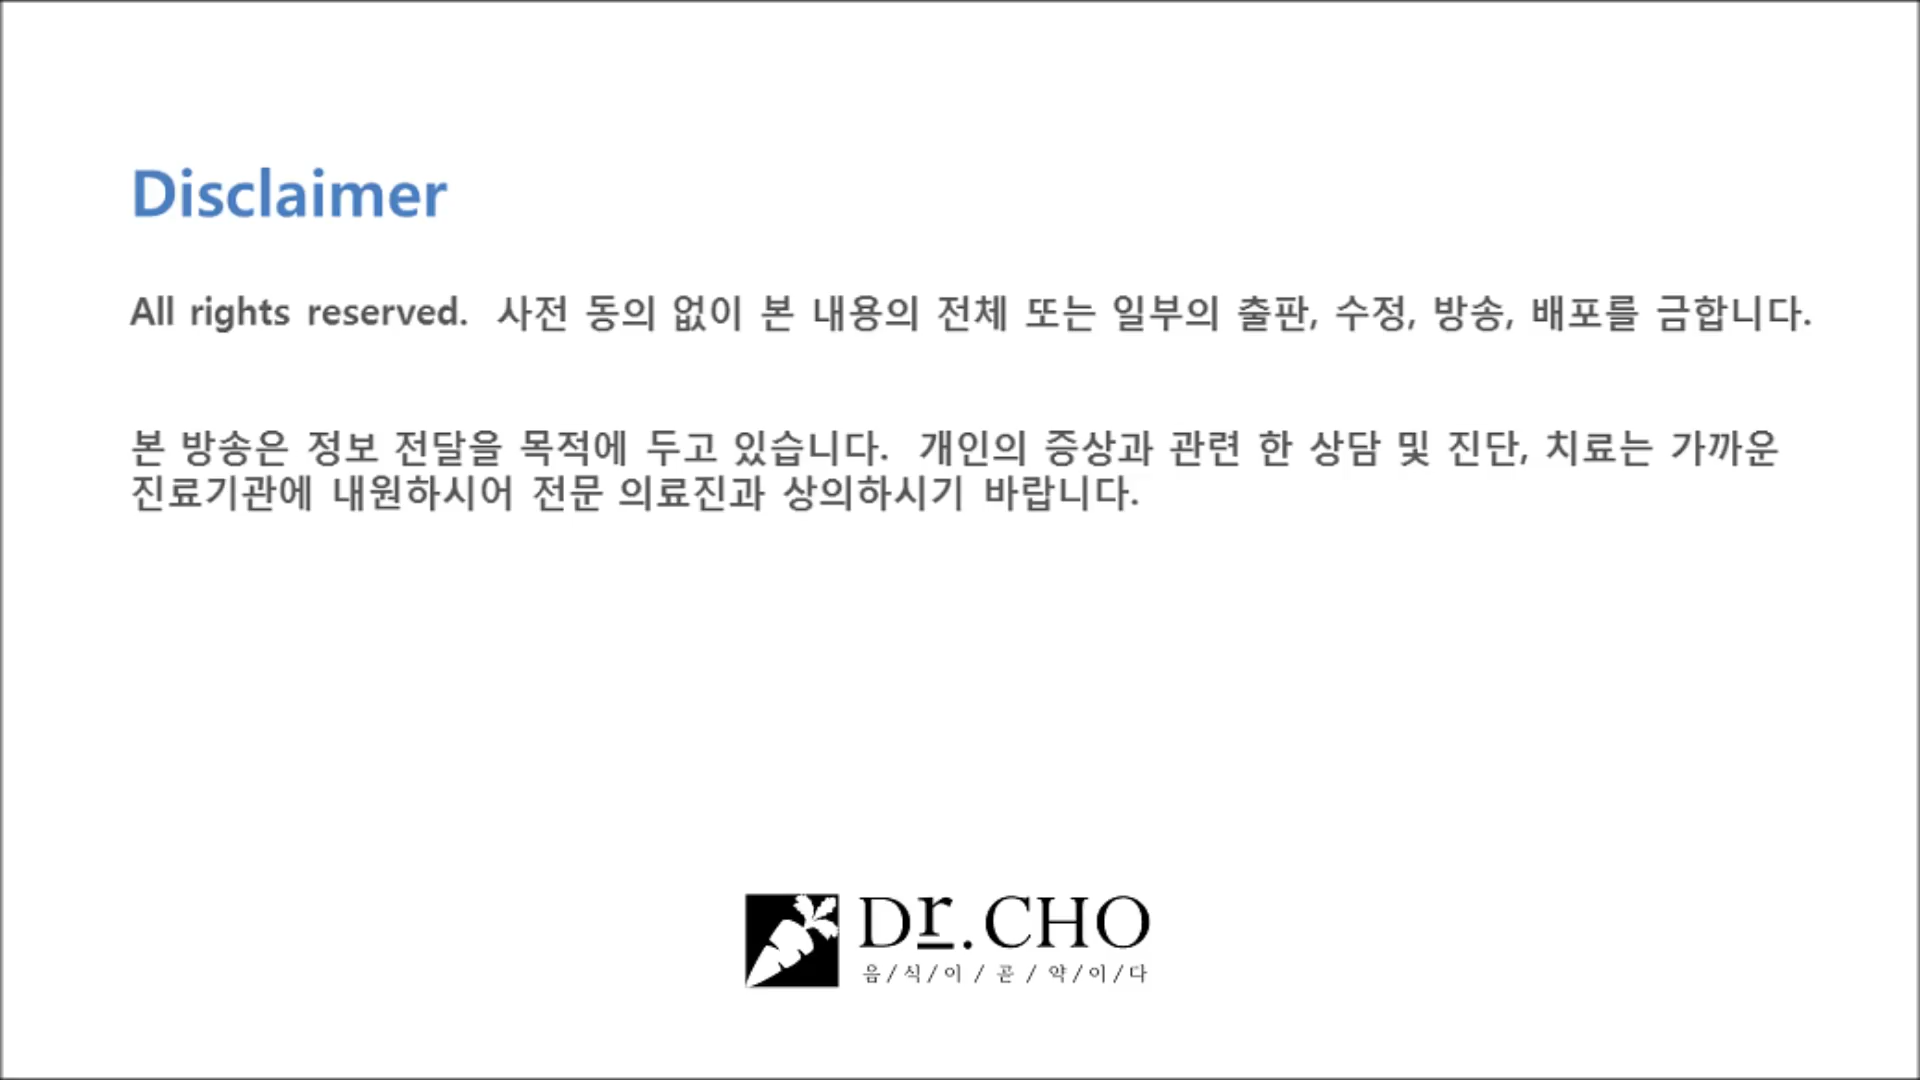 Disclaimer
All rights reserved. 사전 동의 없이 본 내용의 전체 또는 일부의 출판, 수정, 방송, 배포를 금합니다.
본 방송은 정보 전달을 목적에 두고 있습니다. 개인의 증상과 관련 한 상담 및 진단, 치료는 가까운
진료기관에 내원하시어 전문 의료진과 상의하시기 바랍니다.
Dr.CHO
음/식/이/곧/약/이/다